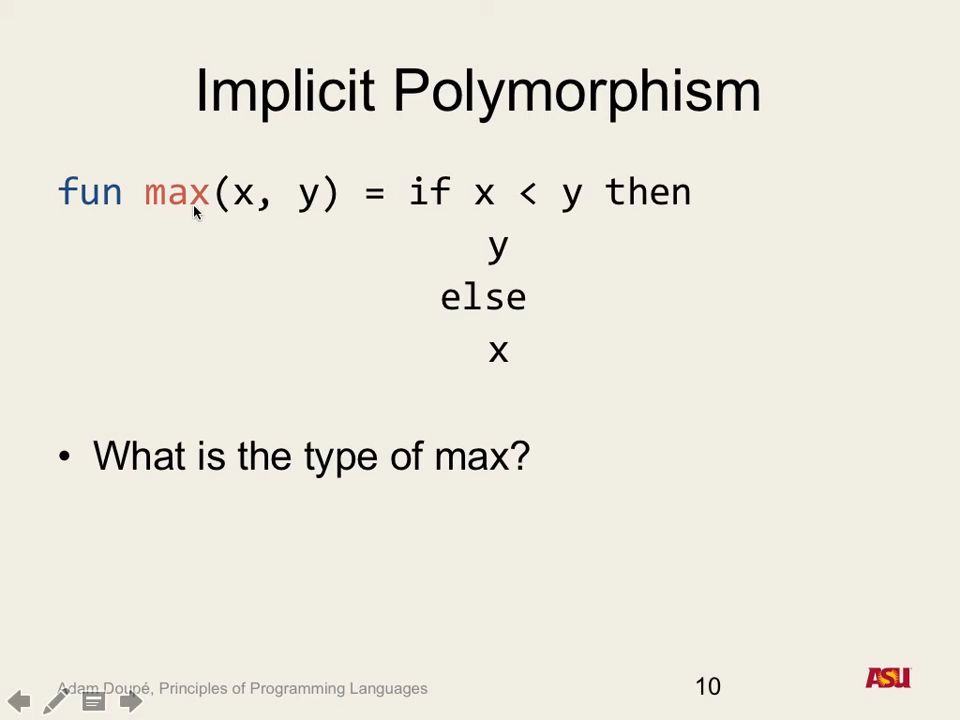 Implicit Polymorphism
fun max(x, y) = if x < y then
y
else
x
• What is the type of max?
Adam Doupé, Principles of Programming Languages
10
ASU